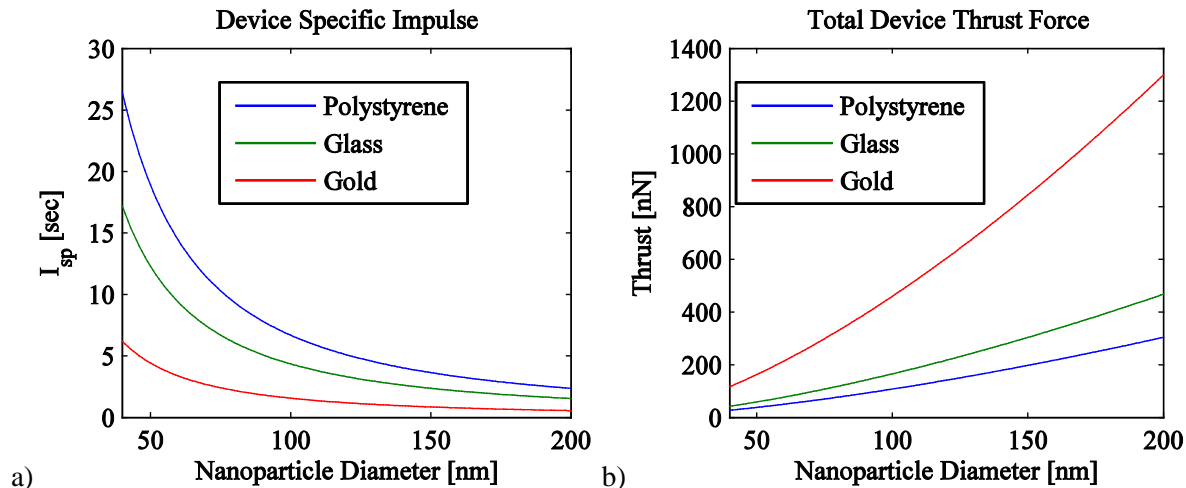 Device Specific Impulse
30
25
20
15
10
5
0
I sp [sec]
Polystyrene
Glass
Gold
50 100 150 200
Nanoparticle Diameter [nm]
a)
Total Device Thrust Force
1400
1200
1000
800
600
400
200
0
Thrust [nN]
Polystyrene
Glass
Gold
50 100 150 200
Nanoparticle Diameter [nm]
b)